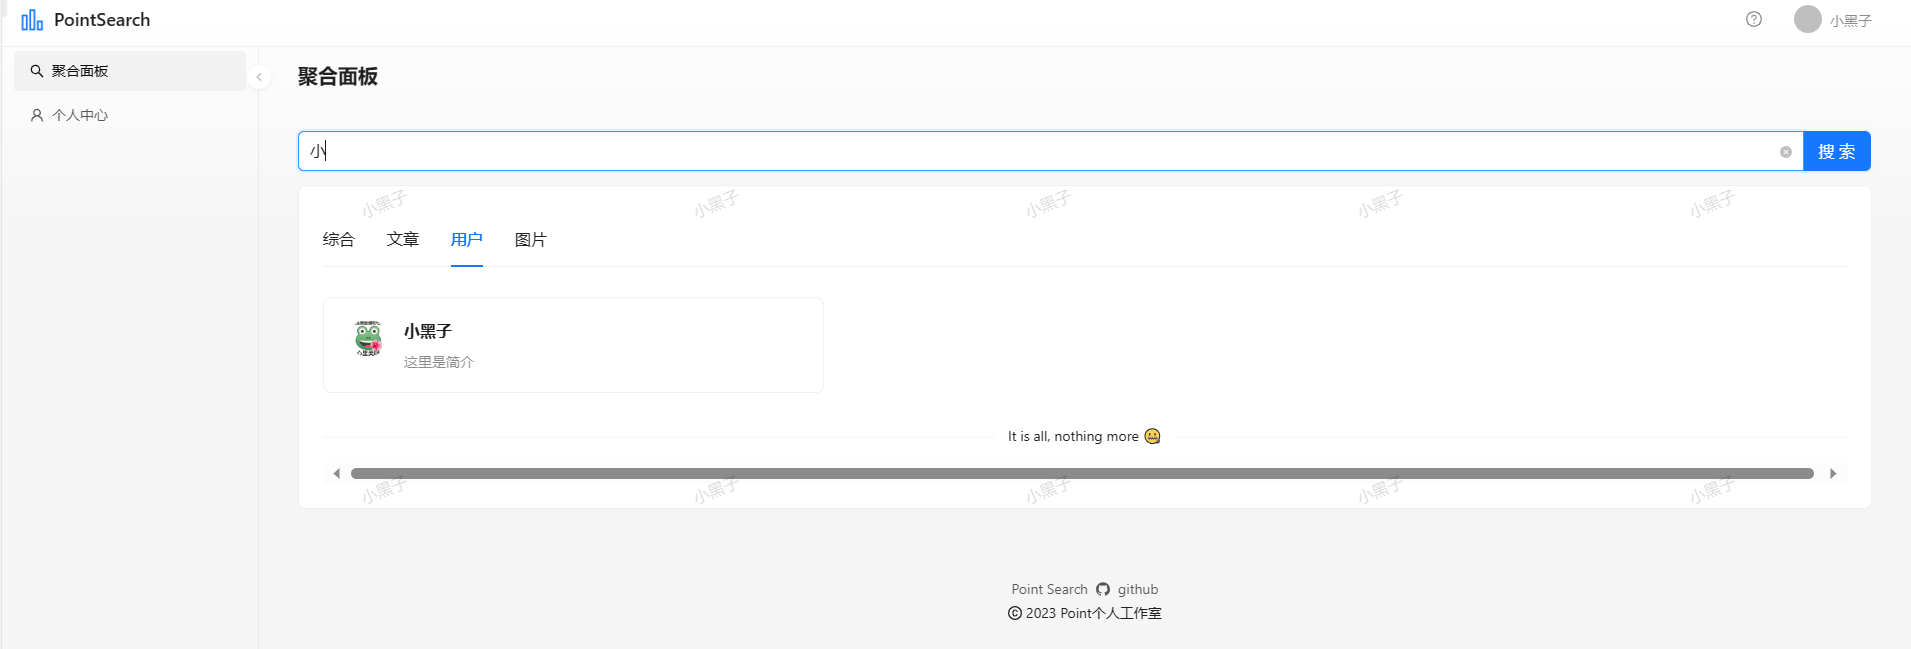 PointSearch
小黑子
聚合面板
个人中心
聚合面板
小
搜 索
小黑子 小黑子 小黑子 小黑子 小黑子
综合 文章 用户 图片
小黑子
这里是简介
It is all, nothing more 🤐
小黑子 小黑子 小黑子 小黑子 小黑子
Point Search github
© 2023 Point个人工作室